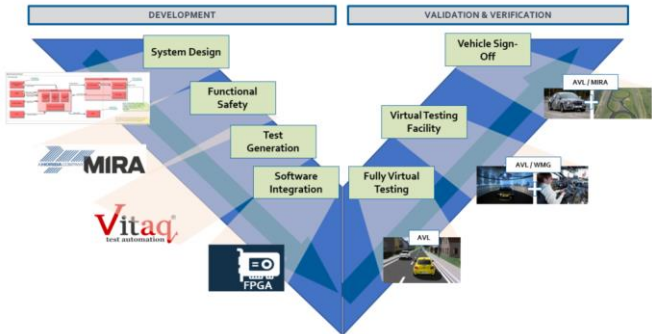 DEVELOPMENT
VALIDATION & VERIFICATION
System Design
Functional
Safety
Test
Generation
Software
Integration
Vehicle Sign-
Off
Virtual Testing
Facility
Fully Virtual
Testing
AVL / MIRA
AVL / WMG
AVL
MIRA
Vitaq®
test automation
FPGA